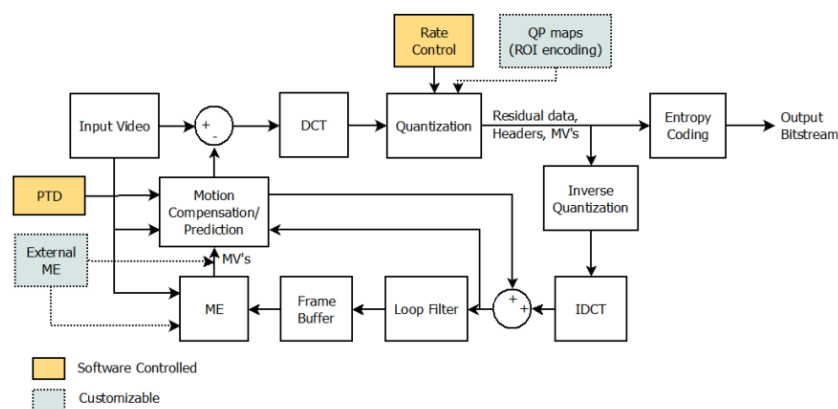 Rate
Control
QP maps
(ROI encoding)
Input Video
+
-
DCT
Quantization
Residual data,
Headers, MV's
Entropy
Coding
Output
Bitstream
PTD
Motion
Compensation/
Prediction
Inverse
Quantization
External
ME
MV's
ME
Frame
Buffer
Loop Filter
+
+
IDCT
Software Controlled
Customizable